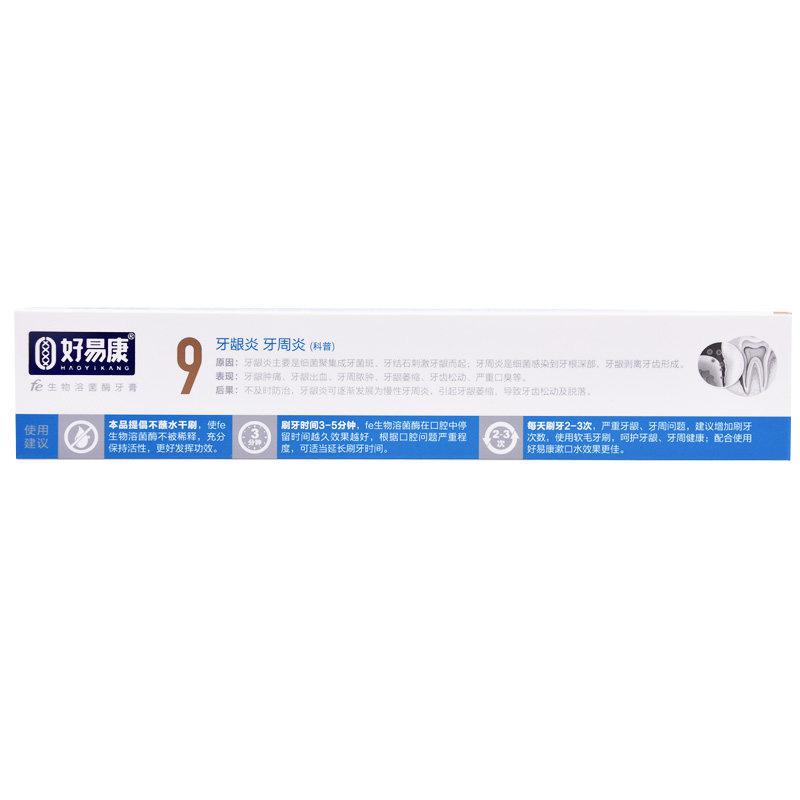 好易康®
HAOYIKANG
fe生物溶菌酶牙膏
9
牙龈炎 牙周炎 (科普)
原因：牙龈炎主要是细菌聚集成牙菌斑、牙结石刺激牙龈而起；牙周炎是细菌感染到牙根深部，牙龈剥离牙齿形成。
表现：牙龈肿痛、牙龈出血、牙周脓肿、牙龈萎缩、牙齿松动、严重口臭等。
后果：不及时防治，牙龈炎可逐渐发展为慢性牙周炎，引起牙龈萎缩，导致牙齿松动及脱落。
使用
建议
本品提倡不蘸水干刷，使fe
生物溶菌酶不被稀释，充分
保持活性，更好发挥功效。
3
分钟
刷牙时间3-5分钟，fe生物溶菌酶在口腔中停
留时间越久效果越好，根据口腔问题严重程
度，可适当延长刷牙时间。
2-3
次
每天刷牙2-3次，严重牙龈、牙周问题，建议增加刷牙
次数，使用软毛牙刷，呵护牙龈、牙周健康；配合使用
好易康漱口水效果更佳。